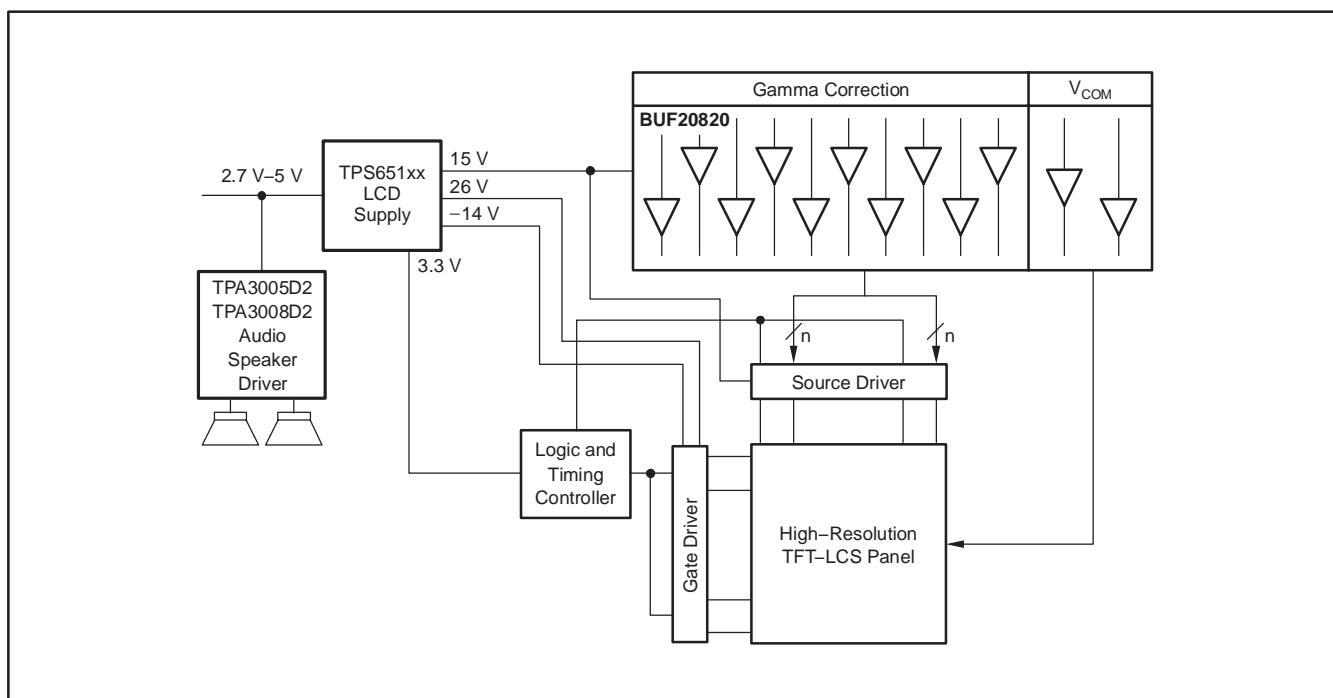 Gamma Correction
VCOM
BUF20820
2.7 V–5 V
TPS651xx
LCD
Supply
15 V
26 V
–14 V
3.3 V
TPA3005D2
TPA3008D2
Audio
Speaker
Driver
n
n
Source Driver
Logic and
Timing
Controller
Gate Driver
High–Resolution
TFT–LCS Panel